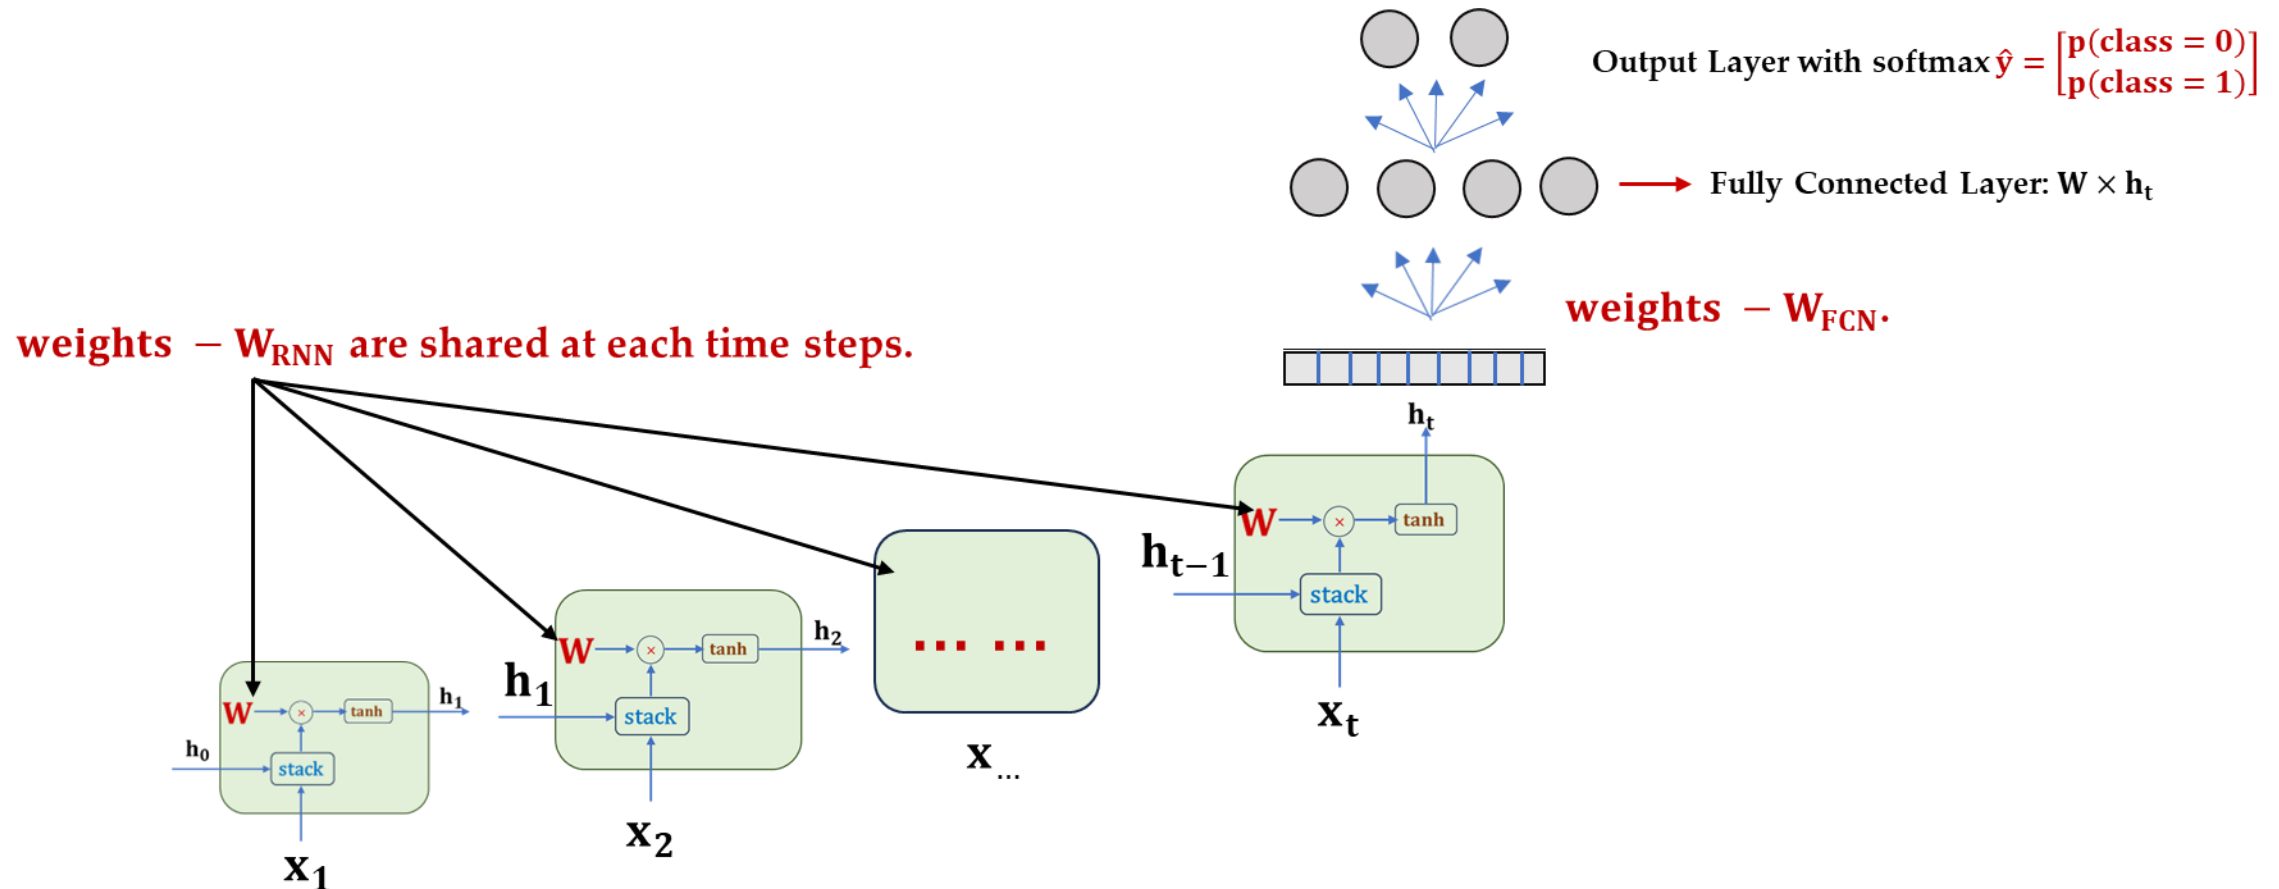 Output Layer with softmax ŷ = [p(class = 0)
p(class = 1)]
Fully Connected Layer: W × hₜ
weights – W_FCN.
weights – W_RNN are shared at each time steps.
hₜ
W × tanh
hₜ₋₁
stack
xₜ
W × tanh h₂
h₁
stack
x₂
... ...
x...
W × tanh h₁
h₀
stack
x₁